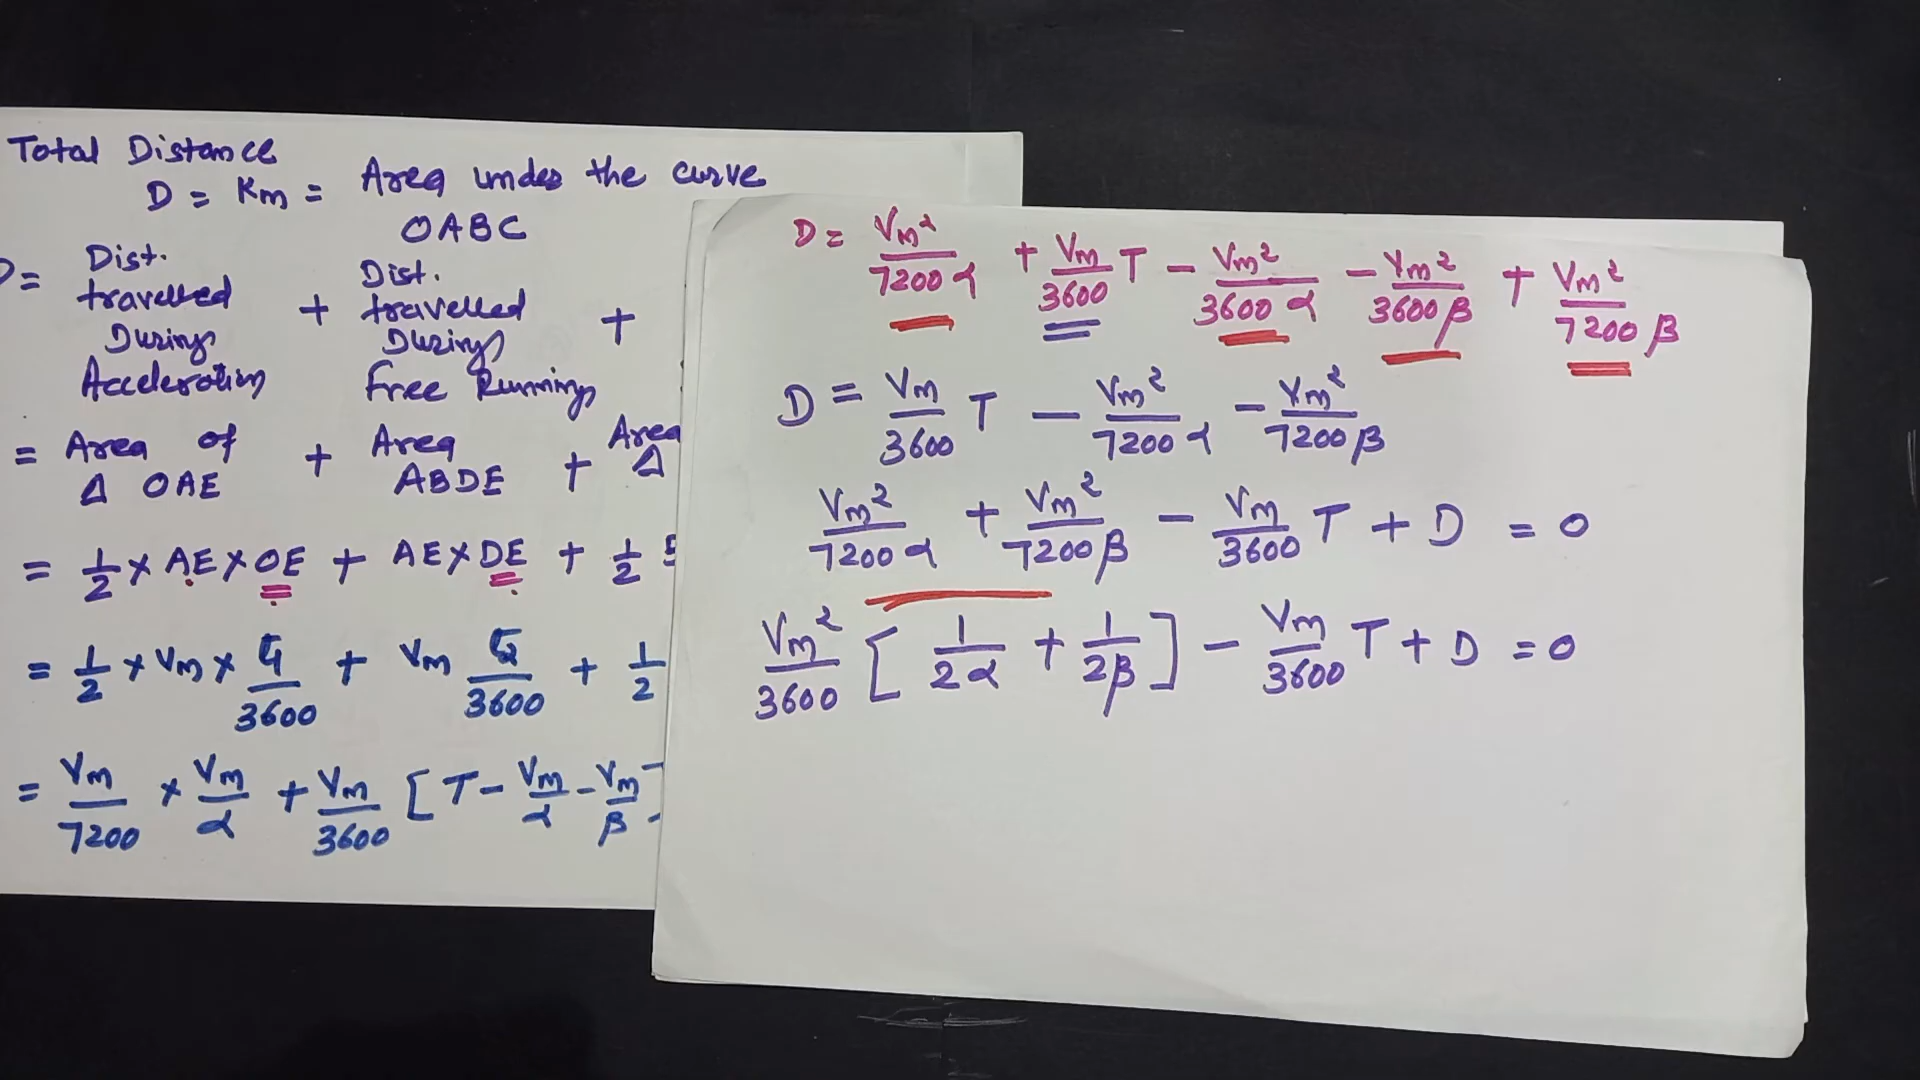 Total Distance
D = Km = Area under the curve
OABC
D = Dist. travelled During Acceleration + Dist. travelled During Free Running +
= Area of Δ OAE + Area ABDE + Area Δ
= 1/2 × AE × OE + AE × DE + 1/2
= 1/2 × Vm × t1/3600 + Vm t2/3600 + 1/2
= Vm/7200 × Vm/α + Vm/3600 [T - Vm/α - Vm/β]
D = Vm²/7200α + Vm/3600 T - Vm²/3600α - Vm²/3600β + Vm²/7200β
D = Vm/3600 T - Vm²/7200α - Vm²/7200β
Vm²/7200α + Vm²/7200β - Vm/3600 T + D = 0
Vm²/3600 [1/2α + 1/2β] - Vm/3600 T + D = 0